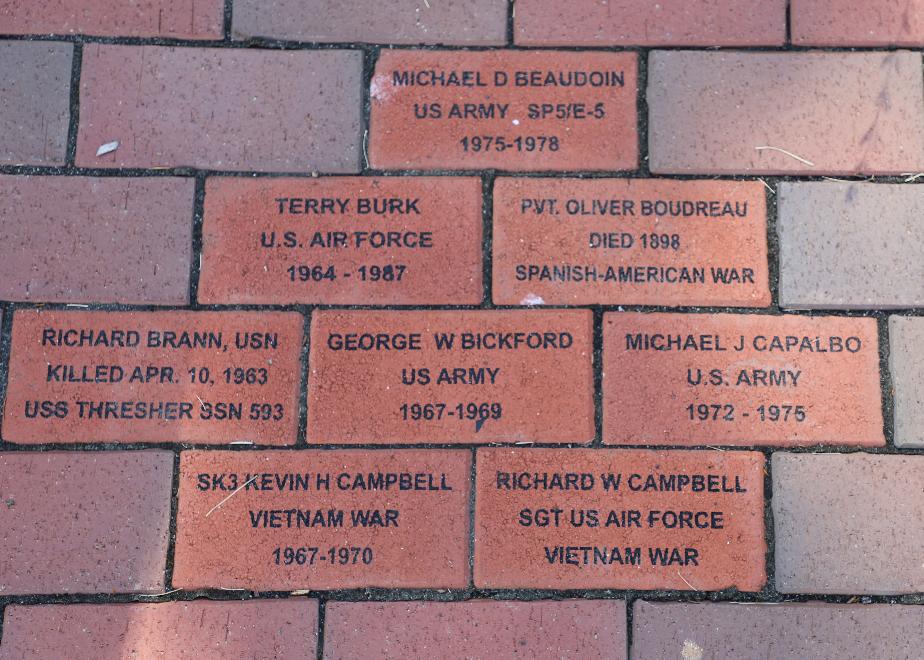 MICHAEL D BEAUDOIN
US ARMY SP5/E-5
1975-1978
TERRY BURK
U.S. AIR FORCE
1964 - 1987
PVT. OLIVER BOUDREAU
DIED 1898
SPANISH-AMERICAN WAR
RICHARD BRANN, USN
KILLED APR. 10, 1963
USS THRESHER SSN 593
GEORGE W BICKFORD
US ARMY
1967-1969
MICHAEL J CAPALBO
U.S. ARMY
1972 - 1975
SK3 KEVIN H CAMPBELL
VIETNAM WAR
1967-1970
RICHARD W CAMPBELL
SGT US AIR FORCE
VIETNAM WAR